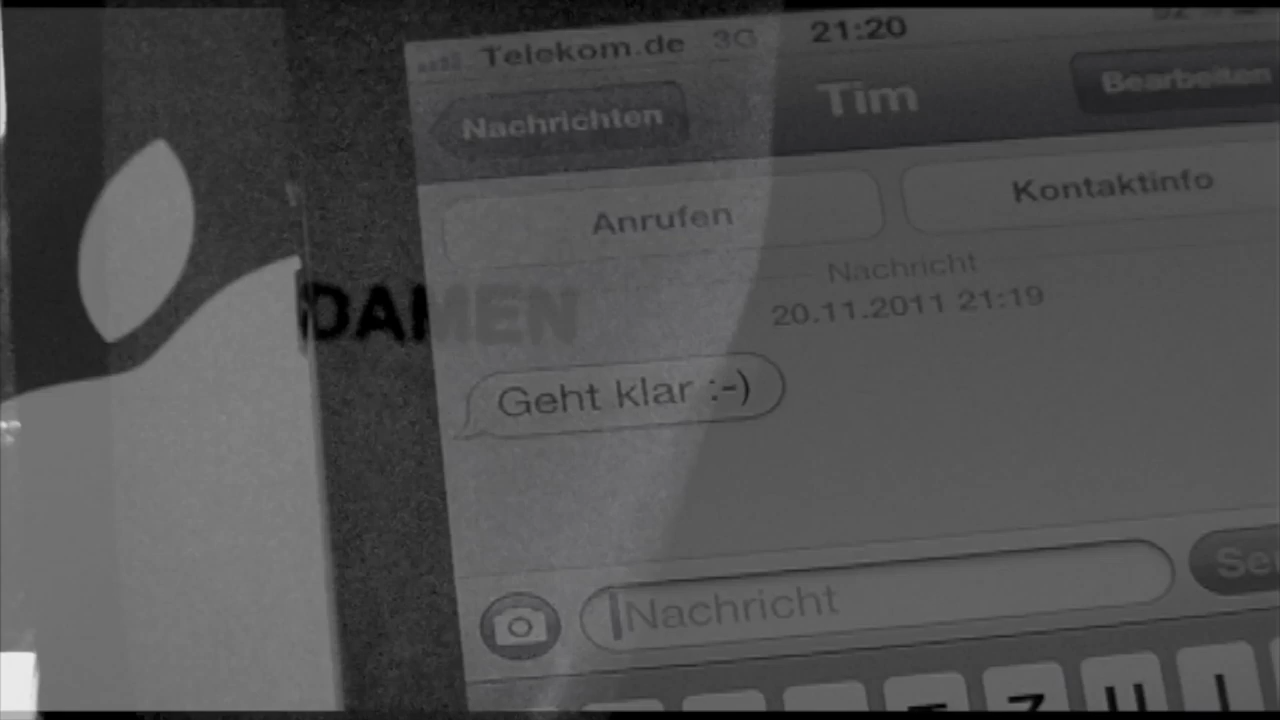 Telekom.de 3G 21:20
Nachrichten Tim Bearbeiten
Anrufen Kontaktinfo
Nachricht
20.11.2011 21:19
DAMEN
Geht klar :-)
Nachricht
Z U I